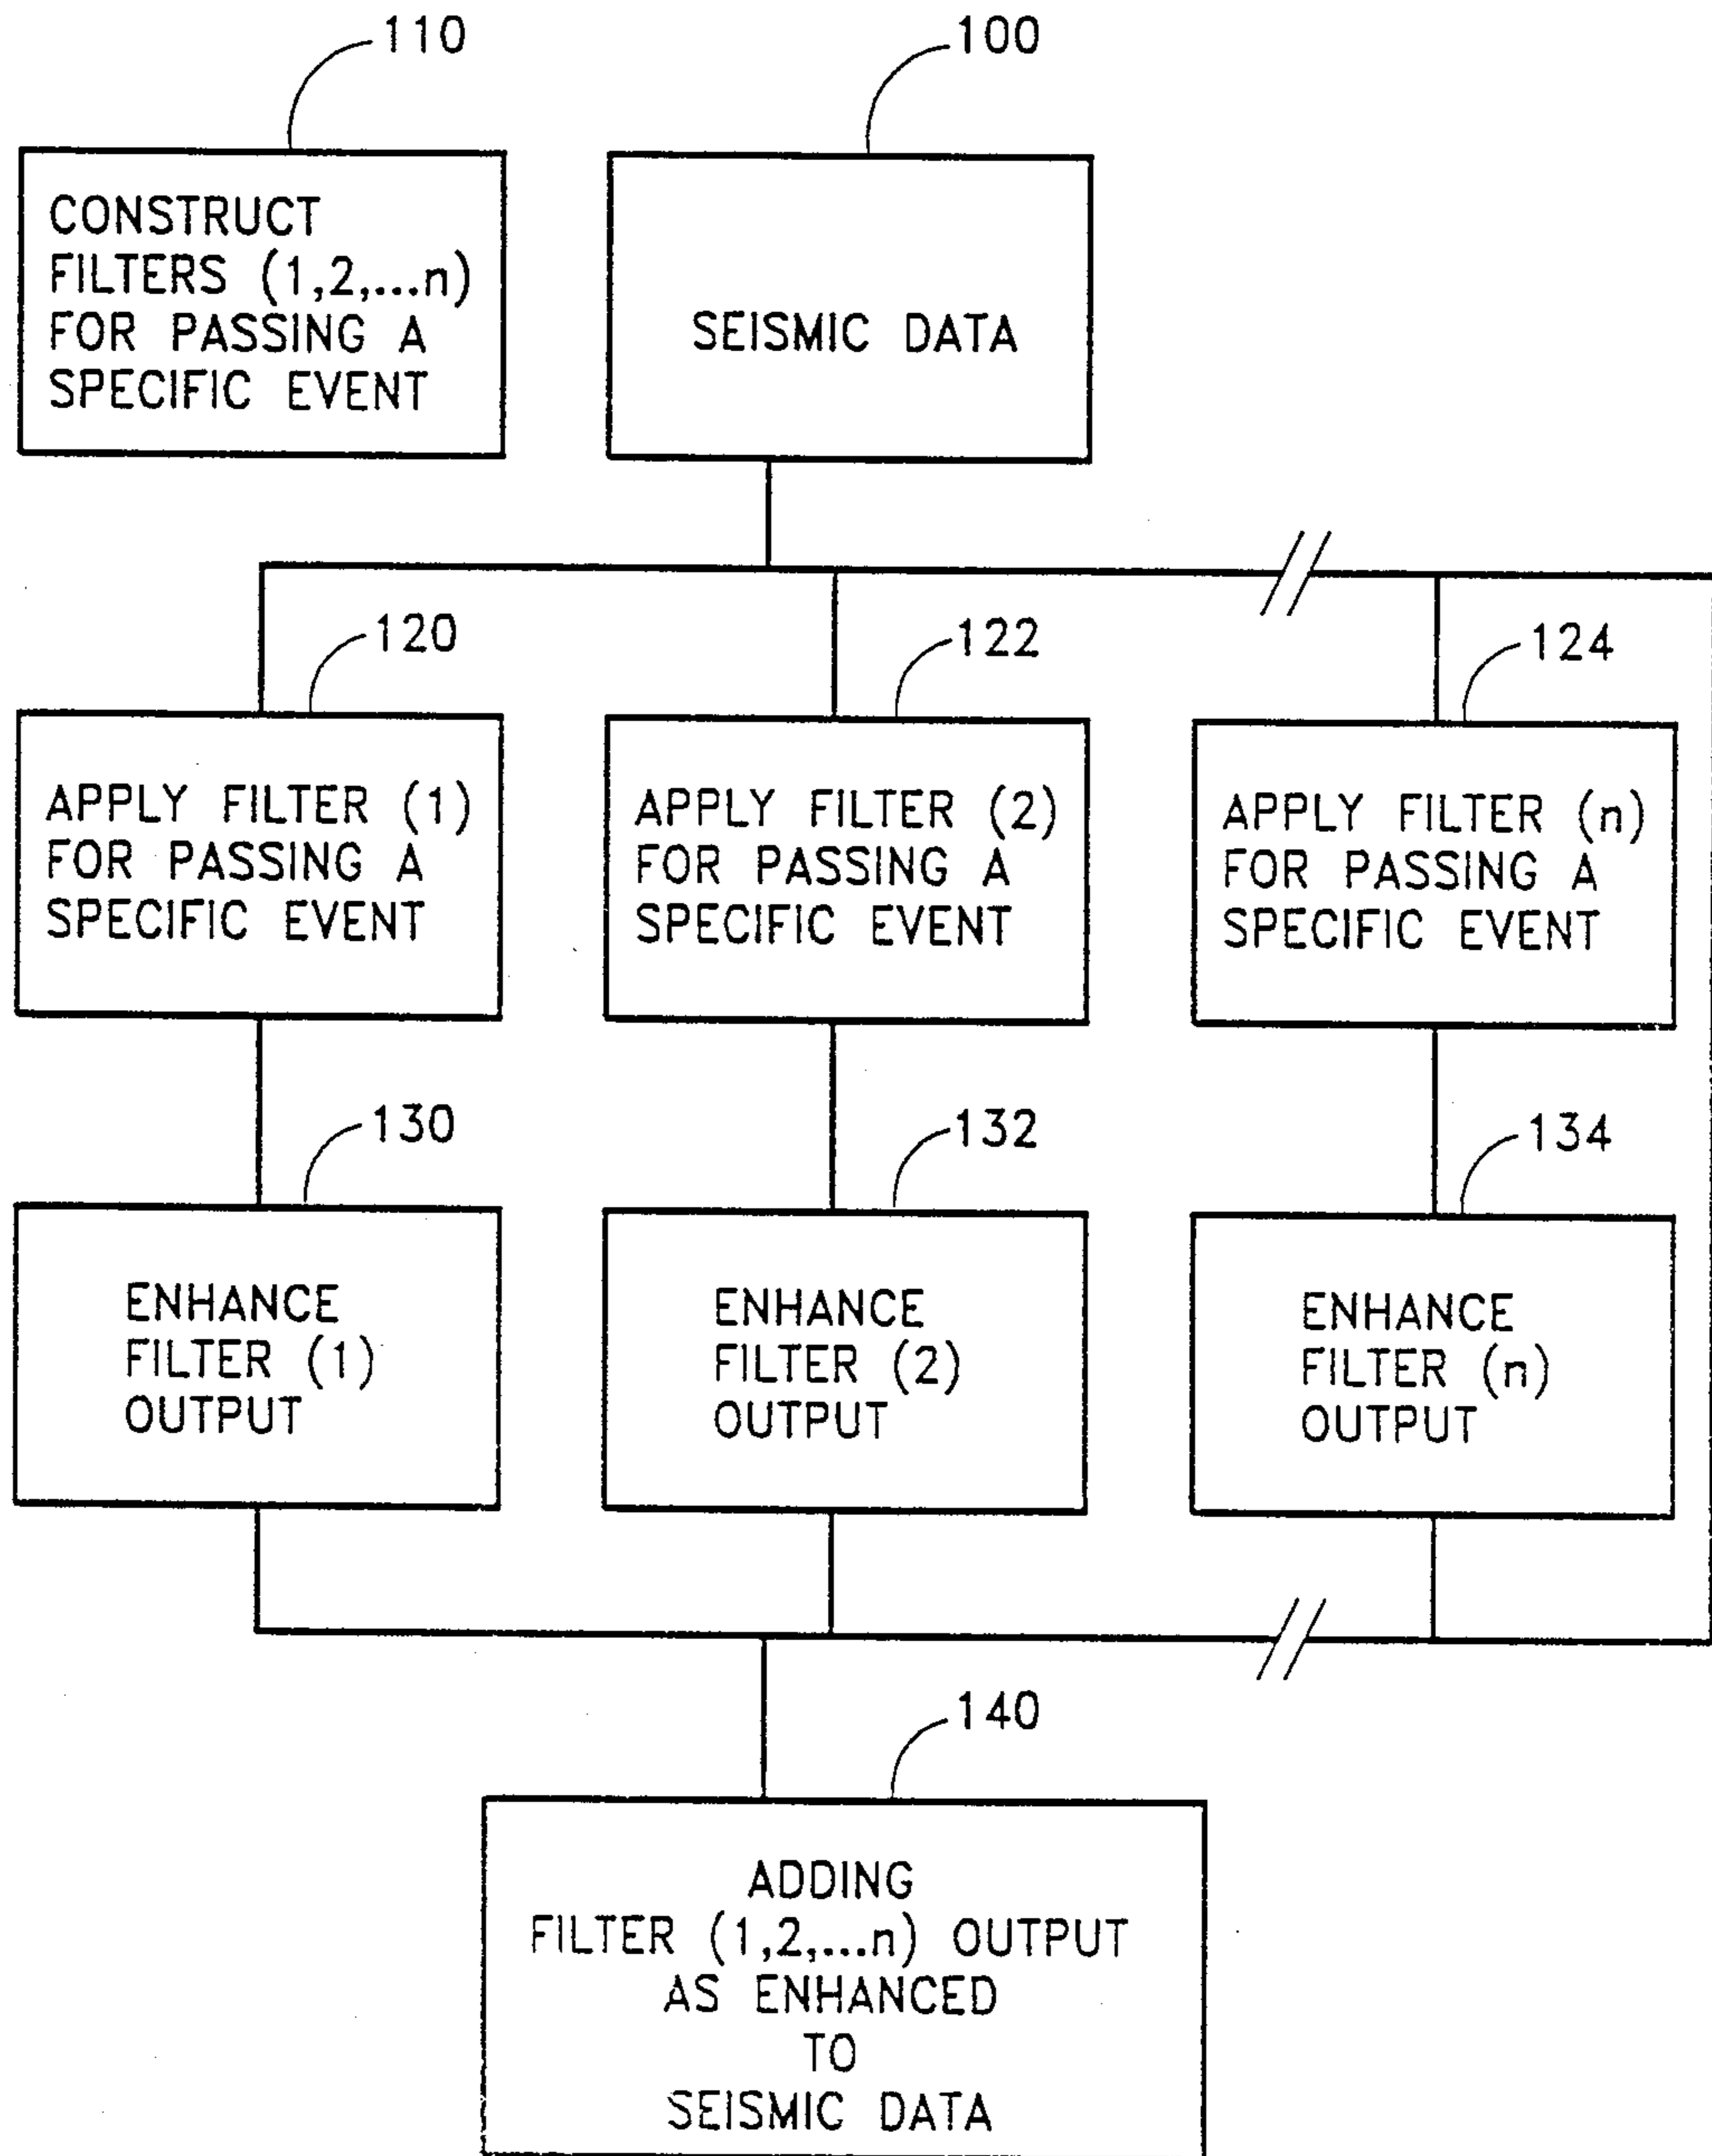 110
100
CONSTRUCT
FILTERS (1,2,...n)
FOR PASSING A
SPECIFIC EVENT
SEISMIC DATA
120
122
124
APPLY FILTER (1)
FOR PASSING A
SPECIFIC EVENT
APPLY FILTER (2)
FOR PASSING A
SPECIFIC EVENT
APPLY FILTER (n)
FOR PASSING A
SPECIFIC EVENT
130
132
134
ENHANCE
FILTER (1)
OUTPUT
ENHANCE
FILTER (2)
OUTPUT
ENHANCE
FILTER (n)
OUTPUT
140
ADDING
FILTER (1,2,...n) OUTPUT
AS ENHANCED
TO
SEISMIC DATA